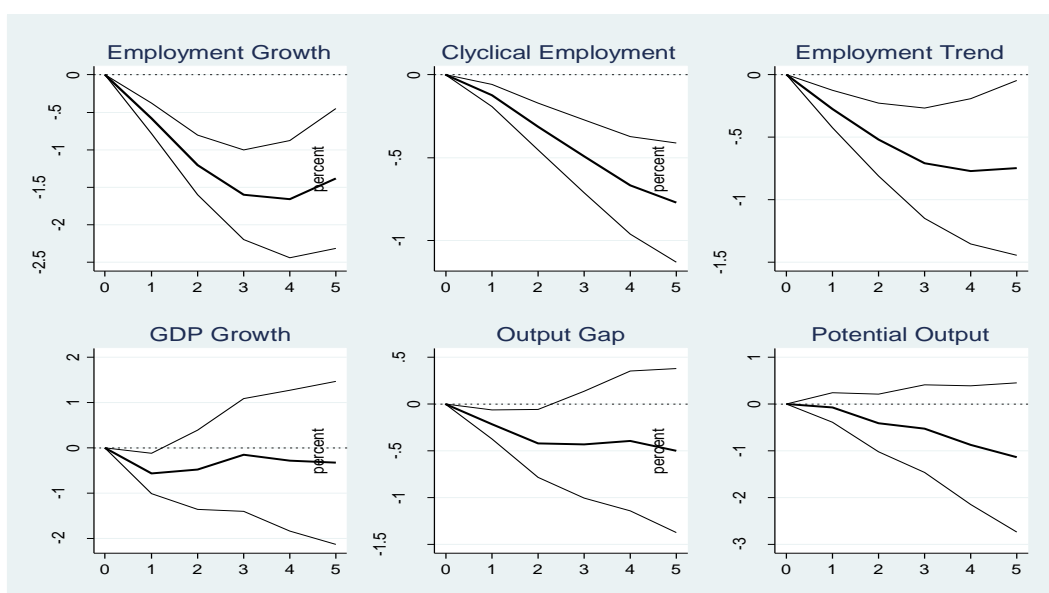 Employment Growth
0
-.5
-1
-1.5
-2
-2.5
0 1 2 3 4 5
percent
Clyclical Employment
0
-.5
-1
0 1 2 3 4 5
percent
Employment Trend
0
-.5
-1
-1.5
0 1 2 3 4 5
GDP Growth
2
1
0
-1
-2
0 1 2 3 4 5
percent
Output Gap
.5
0
-.5
-1
-1.5
0 1 2 3 4 5
percent
Potential Output
1
0
-1
-2
-3
0 1 2 3 4 5